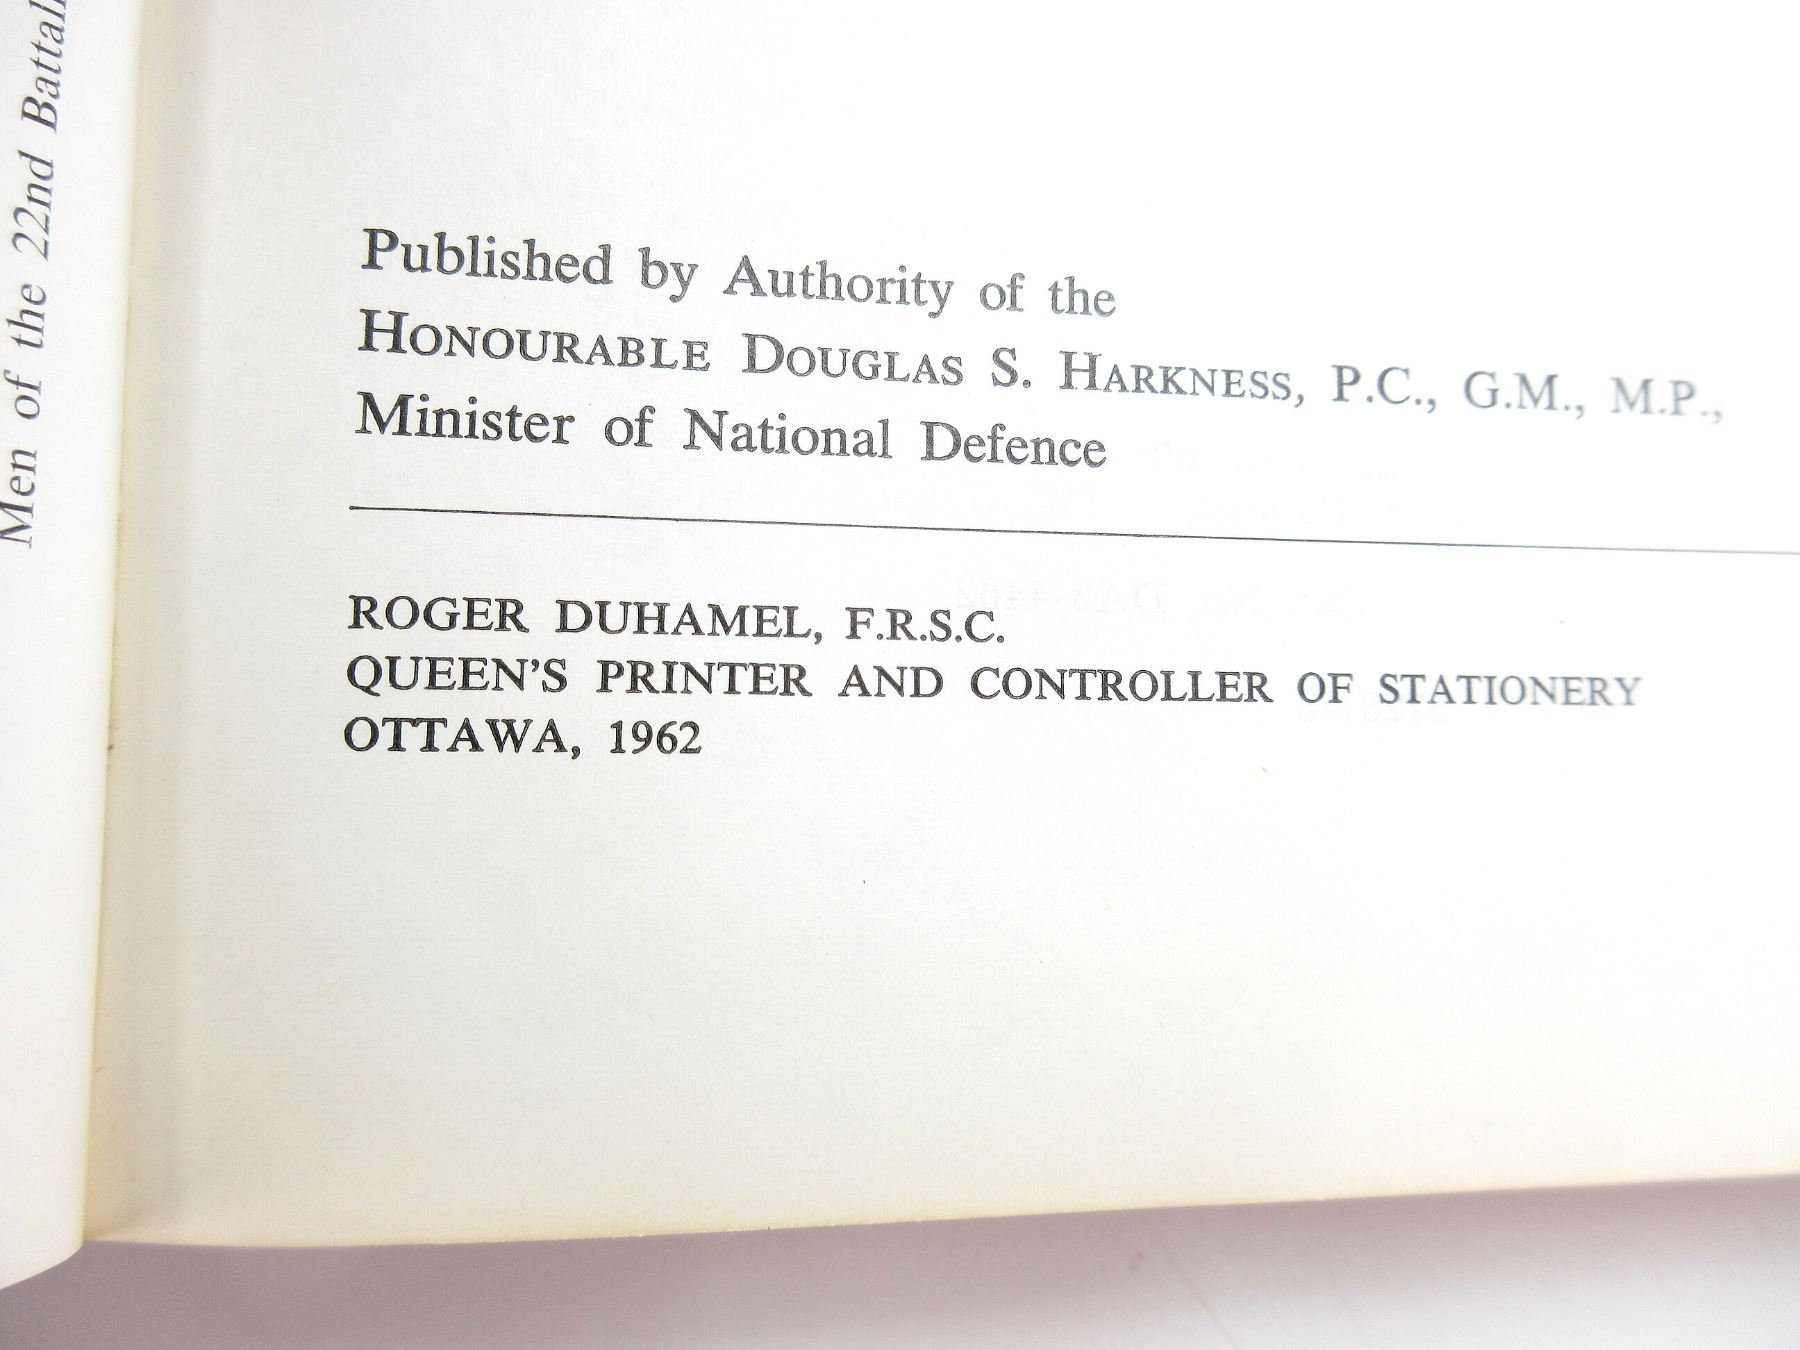 Men of the 22nd
Published by Authority of the
HONOURABLE DOUGLAS S. HARKNESS, P.C., G.M., M.P.,
Minister of National Defence
ROGER DUHAMEL, F.R.S.C.
QUEEN'S PRINTER AND CONTROLLER OF STATIONERY
OTTAWA, 1962